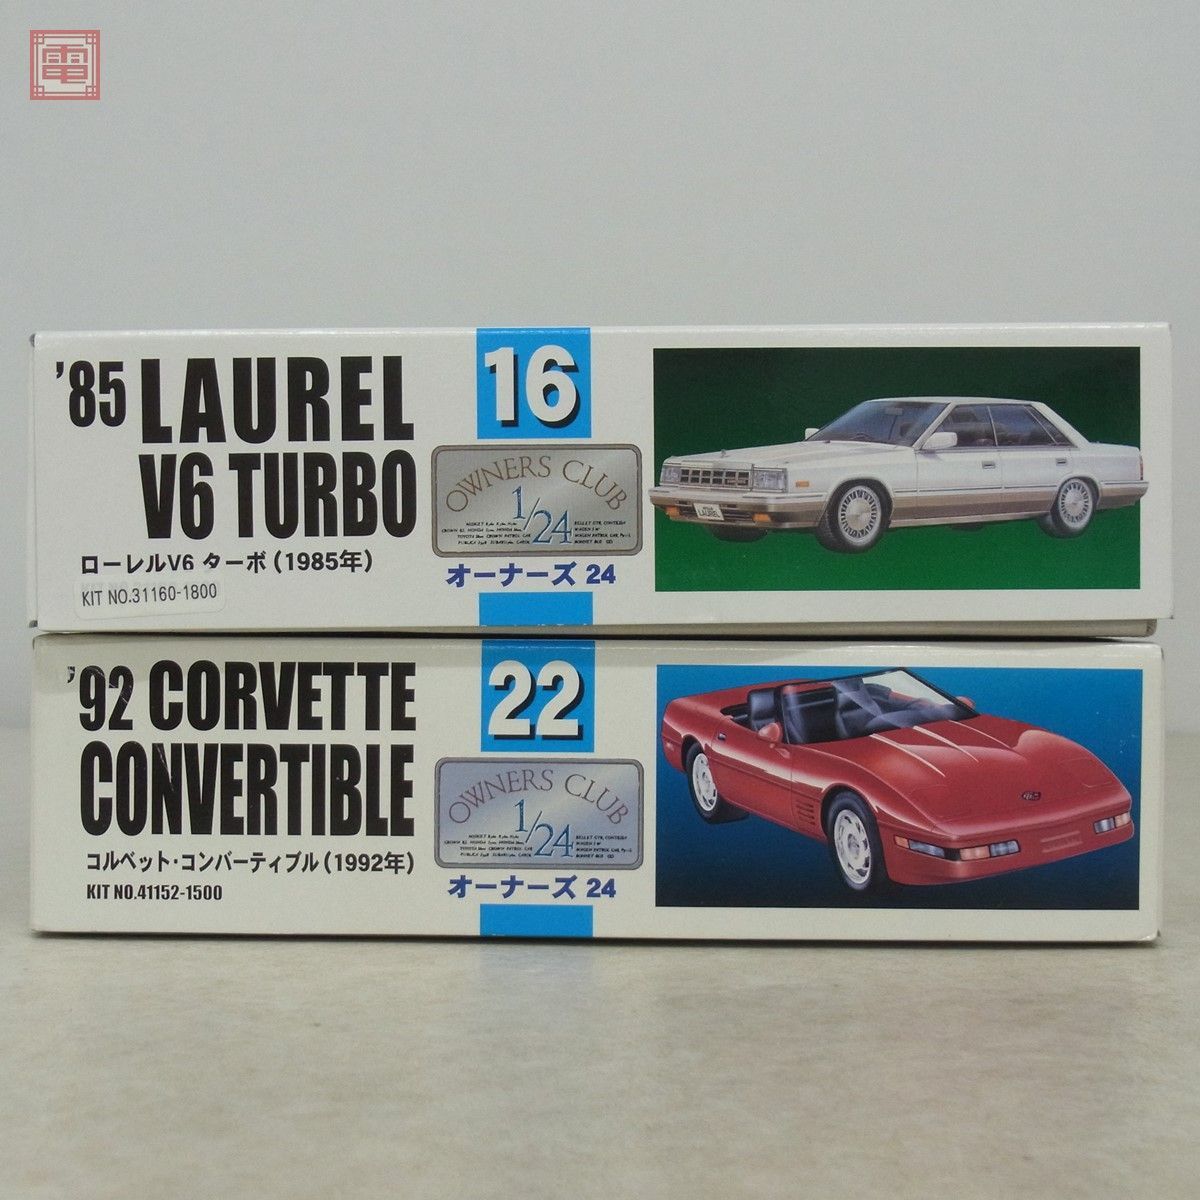 電
'85 LAUREL
V6 TURBO
ローレルV6 ターボ(1985年)
KIT NO.31160-1800
16
OWNERS CLUB
1/24
オーナーズ 24
LAUREL
'92 CORVETTE
CONVERTIBLE
コルベット・コンバーティブル(1992年)
KIT NO.41152-1500
22
OWNERS CLUB
1/24
オーナーズ 24